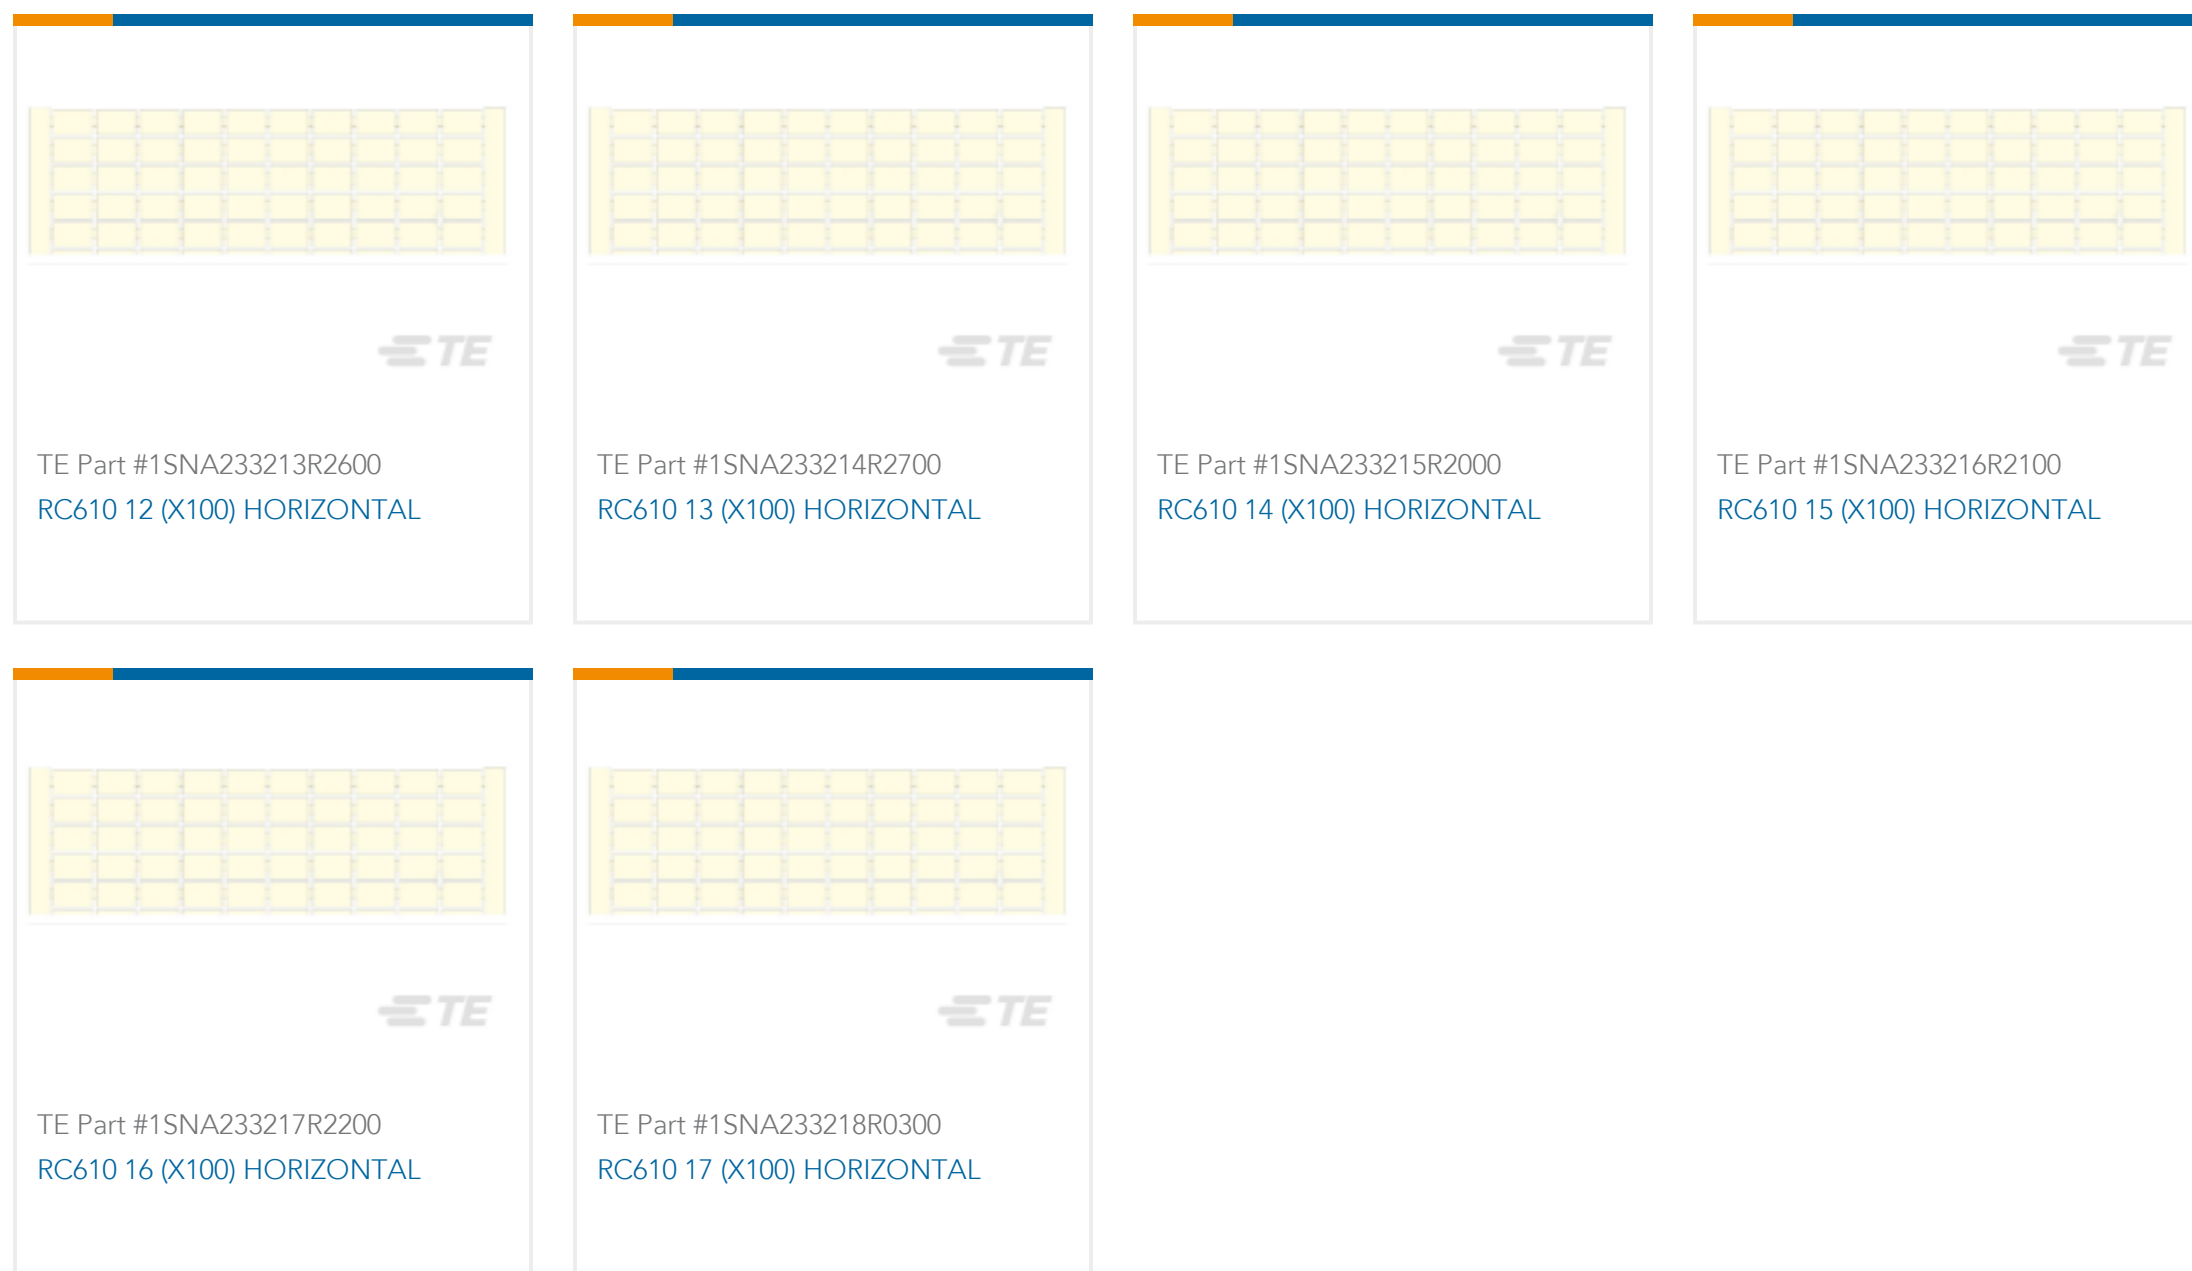 TE
TE
TE
TE
TE Part #1SNA233213R2600
RC610 12 (X100) HORIZONTAL
TE Part #1SNA233214R2700
RC610 13 (X100) HORIZONTAL
TE Part #1SNA233215R2000
RC610 14 (X100) HORIZONTAL
TE Part #1SNA233216R2100
RC610 15 (X100) HORIZONTAL
TE
TE
TE Part #1SNA233217R2200
RC610 16 (X100) HORIZONTAL
TE Part #1SNA233218R0300
RC610 17 (X100) HORIZONTAL